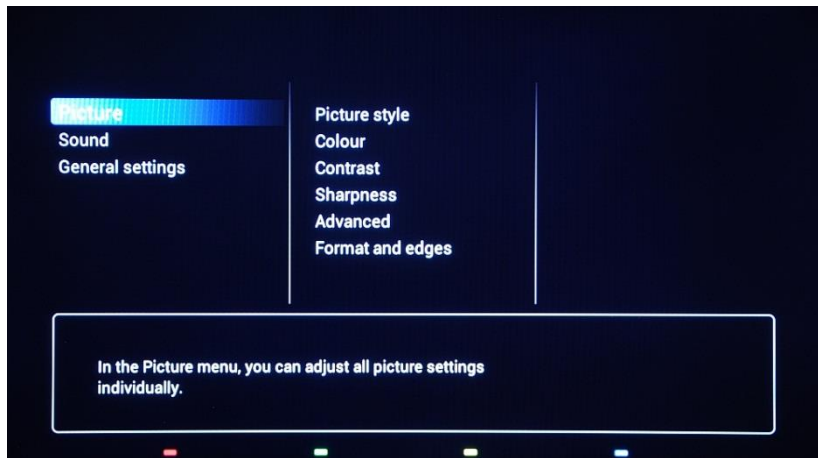 Picture
Sound
General settings
Picture style
Colour
Contrast
Sharpness
Advanced
Format and edges
In the Picture menu, you can adjust all picture settings
individually.